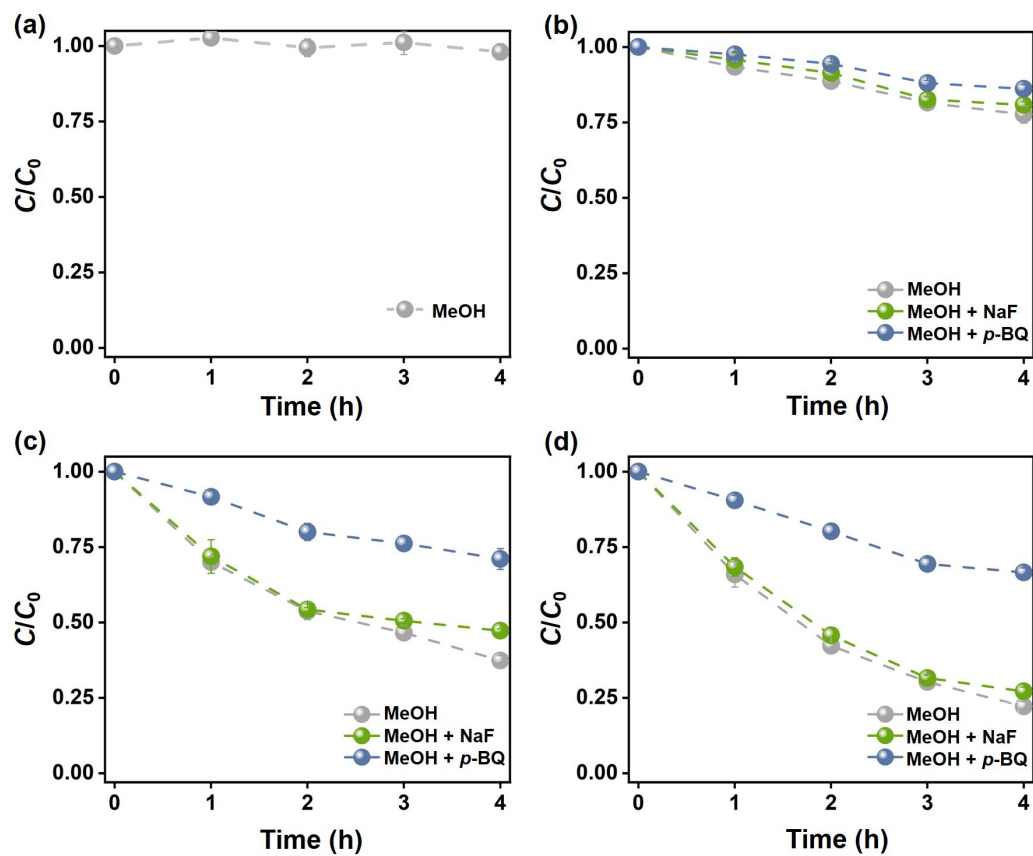 (a)
1.00
0.75
0.50
0.25
0.00
C/C0
MeOH
0 1 2 3 4
Time (h)
(b)
1.00
0.75
0.50
0.25
0.00
C/C0
MeOH
MeOH + NaF
MeOH + p-BQ
0 1 2 3 4
Time (h)
(c)
1.00
0.75
0.50
0.25
0.00
C/C0
MeOH
MeOH + NaF
MeOH + p-BQ
0 1 2 3 4
Time (h)
(d)
1.00
0.75
0.50
0.25
0.00
C/C0
MeOH
MeOH + NaF
MeOH + p-BQ
0 1 2 3 4
Time (h)